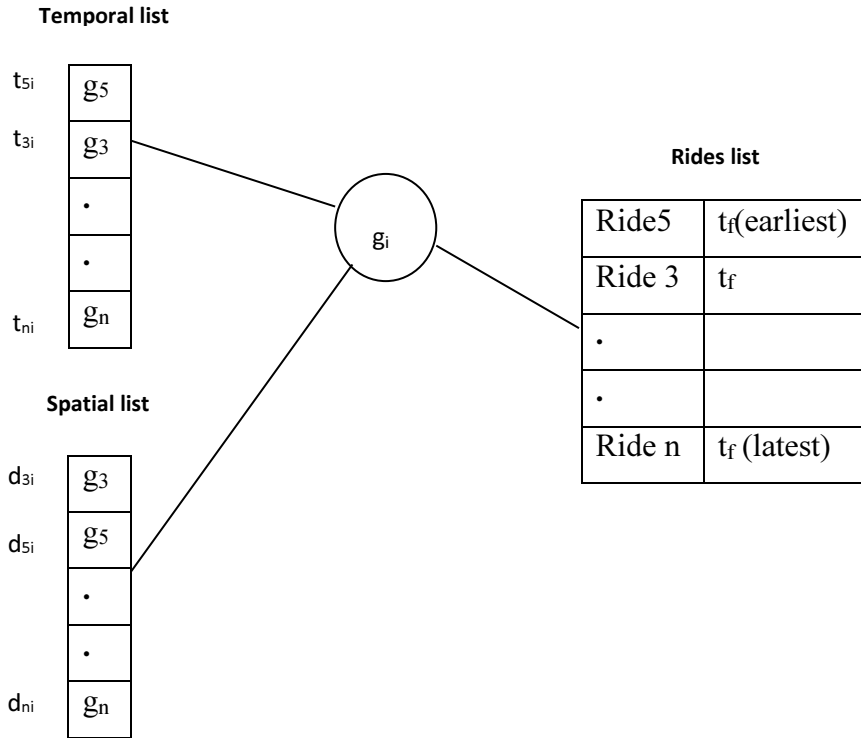 Temporal list
t5i g5
t3i g3
.
.
tni gn
gi
Rides list
Ride5 tf(earliest)
Ride 3 tf
.
.
Ride n tf (latest)
Spatial list
d3i g3
d5i g5
.
.
dni gn